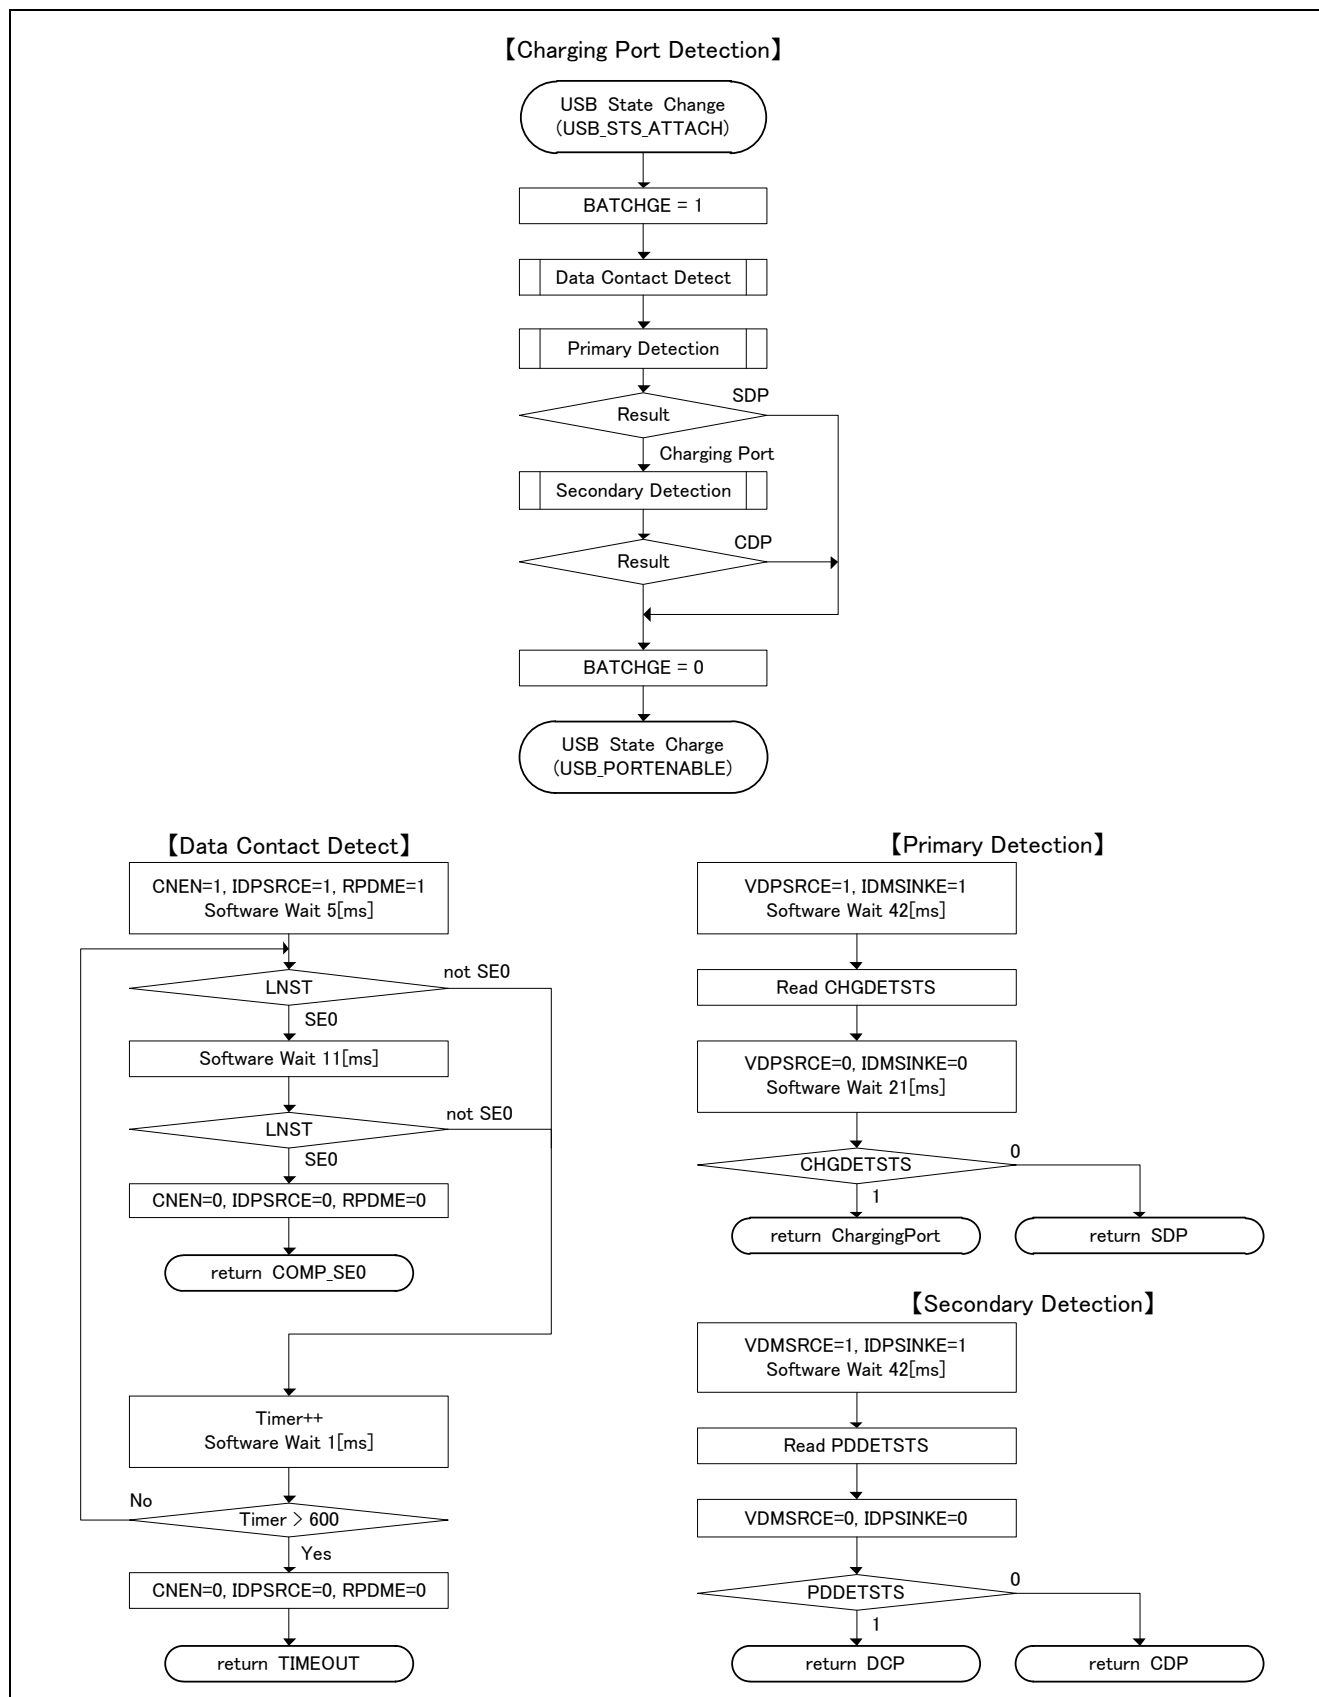 【Charging Port Detection】
USB State Change
(USB_STS_ATTACH)
BATCHGE = 1
Data Contact Detect
Primary Detection
SDP
Result
Charging Port
Secondary Detection
CDP
Result
BATCHGE = 0
USB State Charge
(USB_PORTENABLE)
【Data Contact Detect】
CNEN=1, IDPSRCE=1, RPDME=1
Software Wait 5[ms]
not SE0
LNST
SE0
Software Wait 11[ms]
not SE0
LNST
SE0
CNEN=0, IDPSRCE=0, RPDME=0
return COMP_SE0
Timer++
Software Wait 1[ms]
No
Timer > 600
Yes
CNEN=0, IDPSRCE=0, RPDME=0
return TIMEOUT
【Primary Detection】
VDPSRCE=1, IDMSINKE=1
Software Wait 42[ms]
Read CHGDETSTS
VDPSRCE=0, IDMSINKE=0
Software Wait 21[ms]
0
CHGDETSTS
1
return ChargingPort
return SDP
【Secondary Detection】
VDMSRCE=1, IDPSINKE=1
Software Wait 42[ms]
Read PDDETSTS
VDMSRCE=0, IDPSINKE=0
0
PDDETSTS
1
return DCP
return CDP